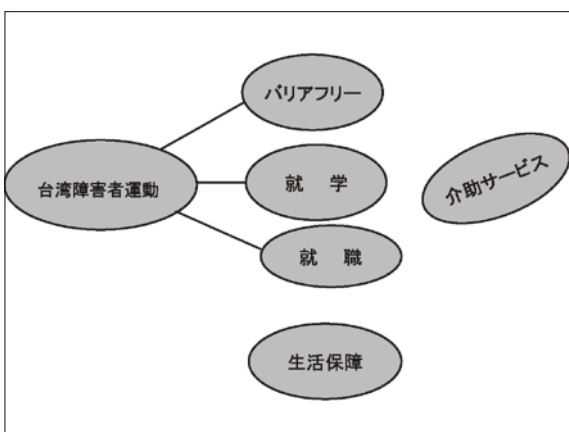 バリアフリー
台湾障害者運動
就　学
介助サービス
就　職
生活保障